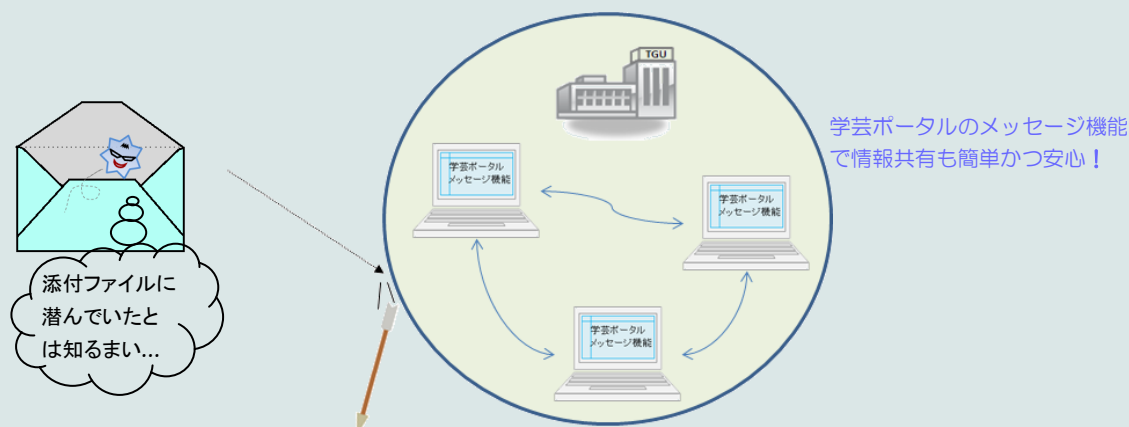 TGU
学芸ポータルのメッセージ機能
で情報共有も簡単かつ安心！
学芸ポータル
メッセージ機能
学芸ポータル
メッセージ機能
添付ファイルに
潜んでいたと
は知るまい...
学芸ポータル
メッセージ機能